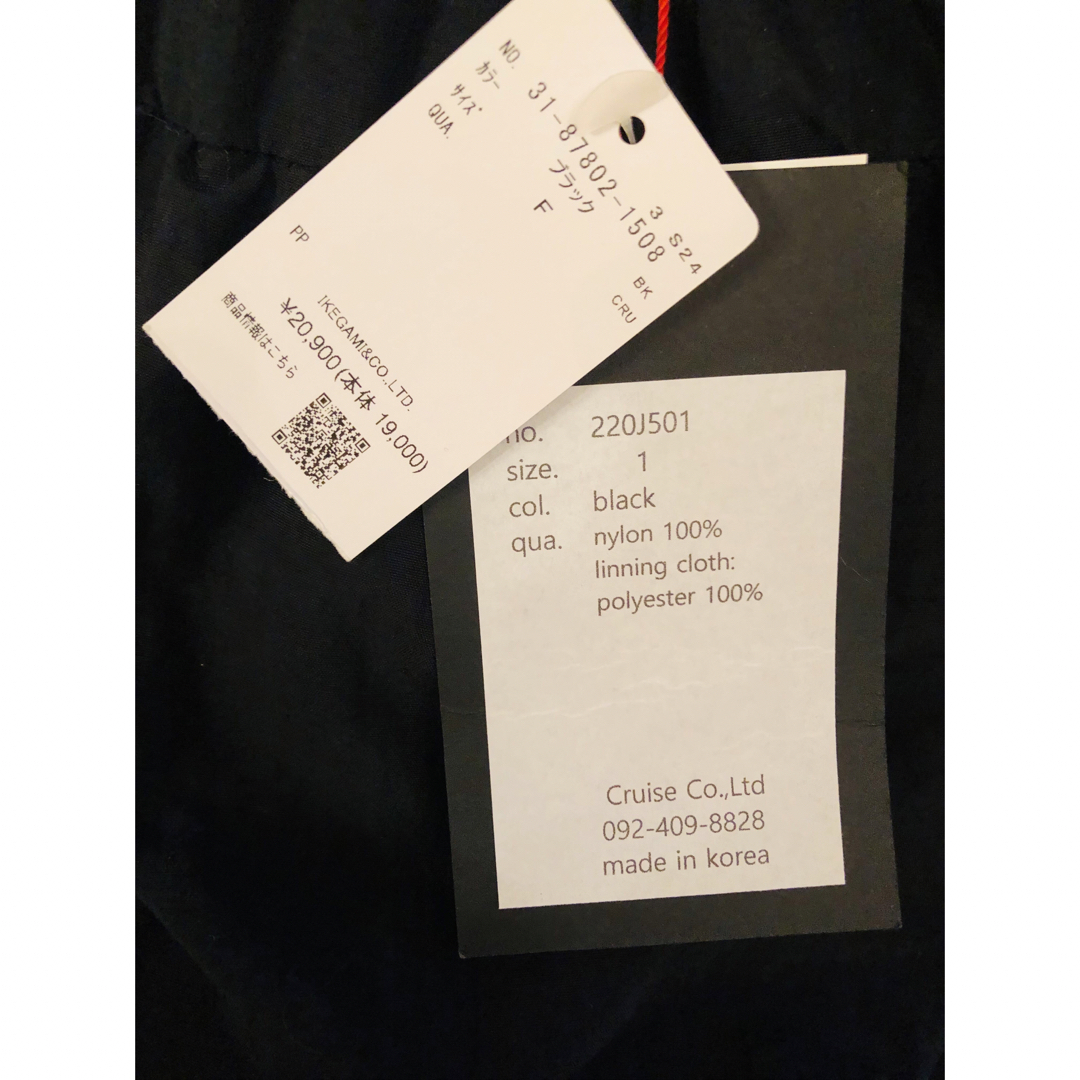 NO. 31-87802-1508
カラー ブラック
サイズ F
QUA.
3 S24
BK
CRU
PP
IKEGAMI&CO.,LTD.
¥20,900(本体 19,000)
商品情報はこちら
no. 220J501
size. 1
col. black
qua. nylon 100%
linning cloth:
polyester 100%
Cruise Co.,Ltd
092-409-8828
made in korea